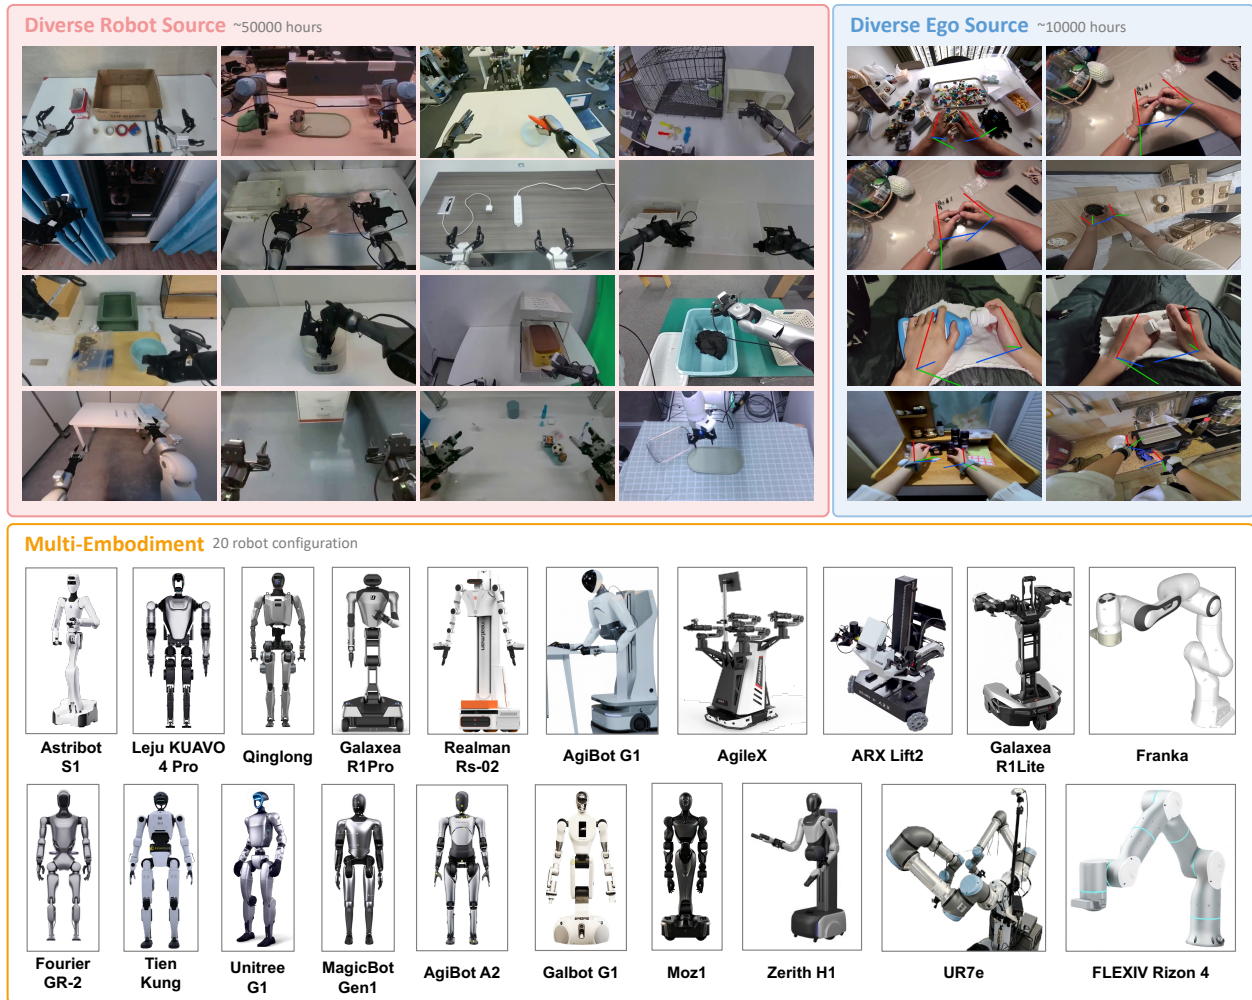 Diverse Robot Source ~50000 hours
Diverse Ego Source ~10000 hours
Multi-Embodiment 20 robot configuration
Astribot
S1
Leju KUAVO
4 Pro
Qinglong
Galaxea
R1Pro
Realman
Rs-02
AgiBot G1
AgileX
ARX Lift2
Galaxea
R1Lite
Franka
Fourier
GR-2
Tien
Kung
Unitree
G1
MagicBot
Gen1
AgiBot A2
Galbot G1
Moz1
Zerith H1
UR7e
FLEXIV Rizon 4